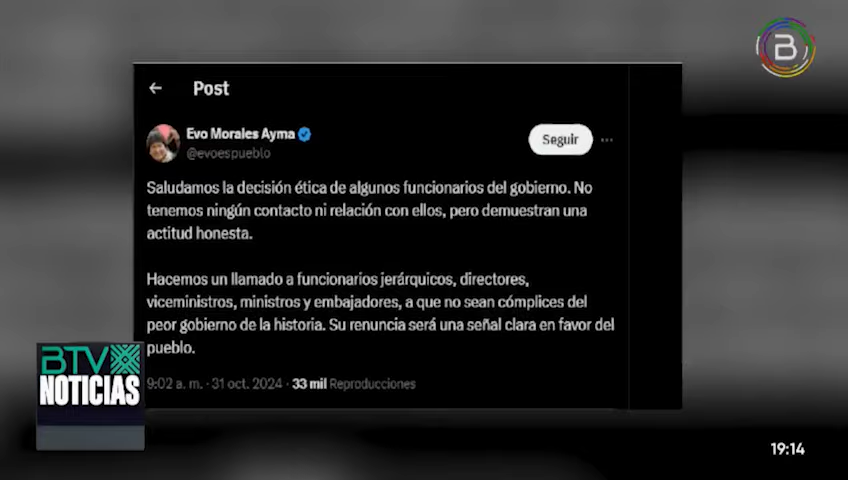 B
Post
Evo Morales Ayma
@evoespueblo
Seguir
Saludamos la decisión ética de algunos funcionarios del gobierno. No
tenemos ningún contacto ni relación con ellos, pero demuestran una
actitud honesta.
Hacemos un llamado a funcionarios jerárquicos, directores,
viceministros, ministros y embajadores, a que no sean cómplices del
peor gobierno de la historia. Su renuncia será una señal clara en favor del
pueblo.
9:02 a. m. · 31 oct. 2024 · 33 mil Reproducciones
BTV
NOTICIAS
19:14